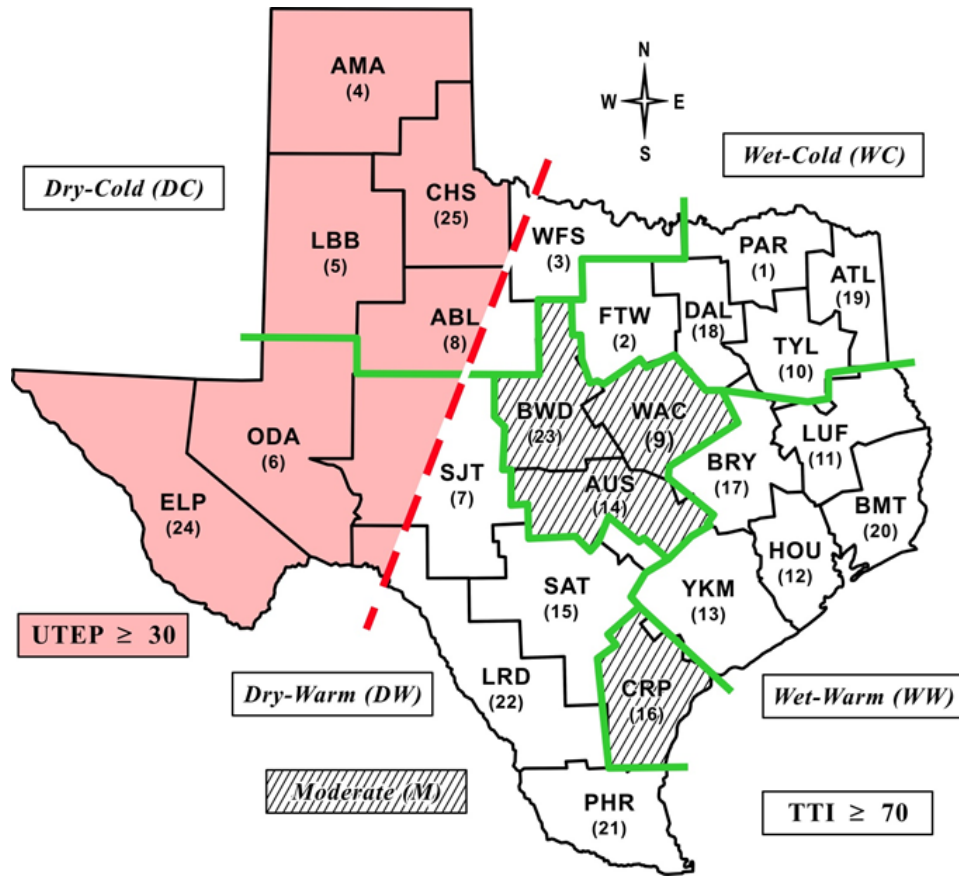 AMA
(4)
N
W E
S
Dry-Cold (DC)
Wet-Cold (WC)
CHS
(25)
LBB
(5)
WFS
(3)
PAR
(1)
ATL
(19)
ABL
(8)
FTW
(2)
DAL
(18)
TYL
(10)
BWD
(23)
WAC
(9)
ODA
(6)
SJT
(7)
BRY
(17)
LUF
(11)
ELP
(24)
AUS
(14)
BMT
(20)
HOU
(12)
SAT
(15)
YKM
(13)
UTEP ≥ 30
LRD
(22)
CRP
(16)
Dry-Warm (DW)
Wet-Warm (WW)
Moderate (M)
PHR
(21)
TTI ≥ 70